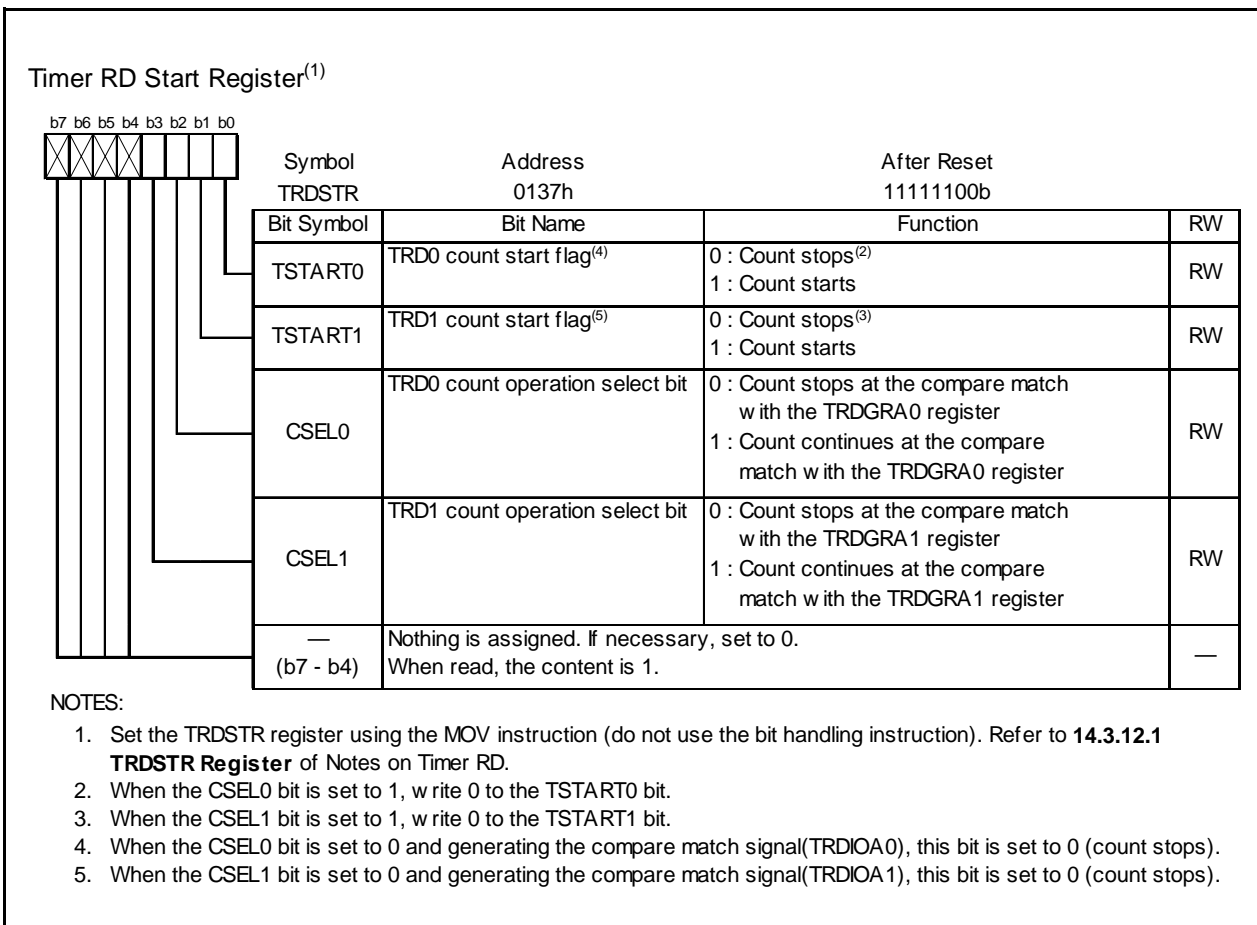 Timer RD Start Register(1)
b7 b6 b5 b4 b3 b2 b1 b0
Symbol Address After Reset
TRDSTR 0137h 11111100b
Bit Symbol Bit Name Function RW
TSTART0 TRD0 count start flag(4) 0 : Count stops(2) RW
1 : Count starts
TSTART1 TRD1 count start flag(5) 0 : Count stops(3) RW
1 : Count starts
CSEL0 TRD0 count operation select bit 0 : Count stops at the compare match RW
with the TRDGRA0 register
1 : Count continues at the compare
match with the TRDGRA0 register
CSEL1 TRD1 count operation select bit 0 : Count stops at the compare match RW
with the TRDGRA1 register
1 : Count continues at the compare
match with the TRDGRA1 register
— Nothing is assigned. If necessary, set to 0. —
(b7 - b4) When read, the content is 1.
NOTES:
1. Set the TRDSTR register using the MOV instruction (do not use the bit handling instruction). Refer to 14.3.12.1
TRDSTR Register of Notes on Timer RD.
2. When the CSEL0 bit is set to 1, write 0 to the TSTART0 bit.
3. When the CSEL1 bit is set to 1, write 0 to the TSTART1 bit.
4. When the CSEL0 bit is set to 0 and generating the compare match signal(TRDIOA0), this bit is set to 0 (count stops).
5. When the CSEL1 bit is set to 0 and generating the compare match signal(TRDIOA1), this bit is set to 0 (count stops).